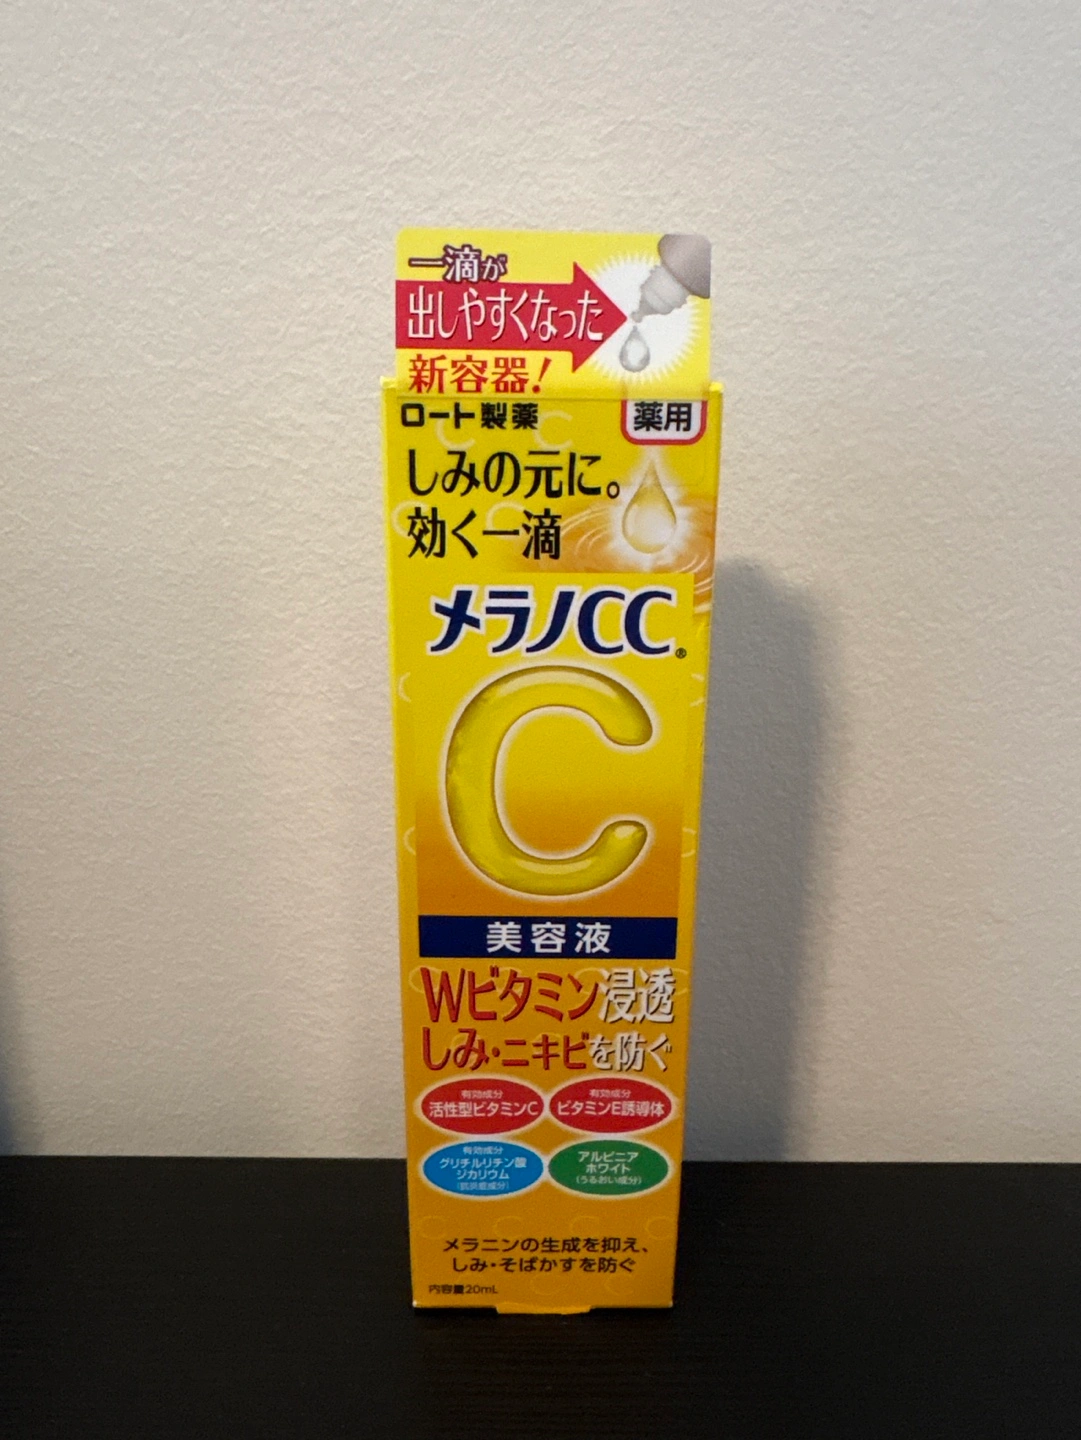 一滴が
出しやすくなった
新容器!
ロート製薬
薬用
しみの元に。
効く一滴
メラノCC®
C
美容液
Wビタミン浸透
しみ・ニキビを防ぐ
有効成分
活性型ビタミンC
有効成分
ビタミンE誘導体
有効成分
グリチルリチン酸
ジカリウム
(抗炎症成分)
アルピニア
ホワイト
(うるおい成分)
メラニンの生成を抑え、
しみ・そばかすを防ぐ
内容量20mL